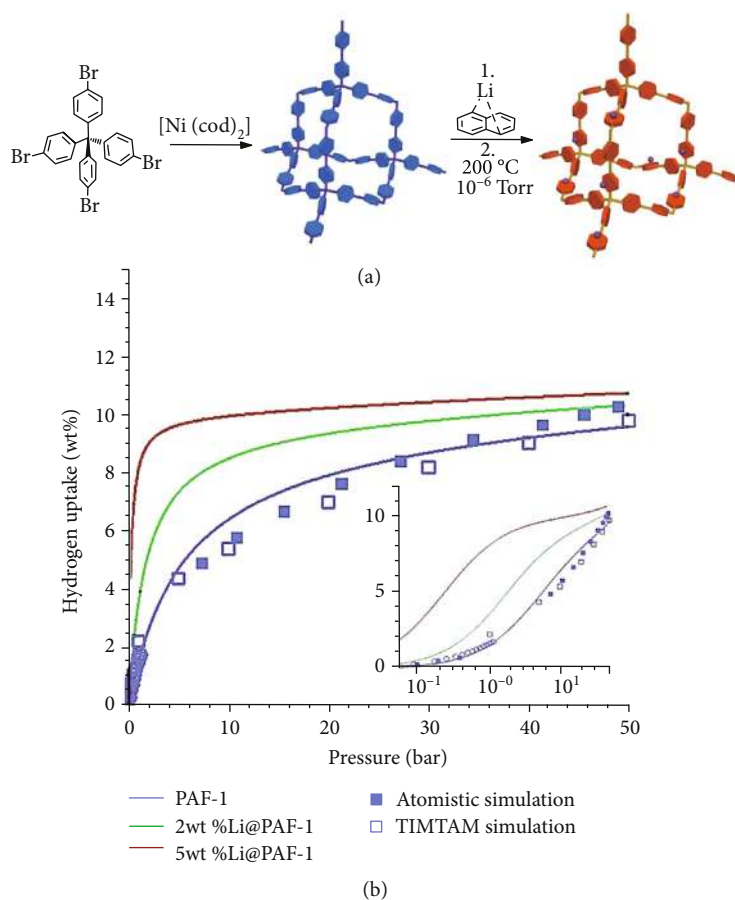 Br
Br
Br
Br
[Ni (cod)2]
1.
Li
2.
200 °C
10−6 Torr
(a)
Hydrogen uptake (wt%)
14
12
10
8
6
4
2
0
0
10
20
30
40
50
Pressure (bar)
10
5
0
10−1
10−0
101
PAF-1
2wt %Li@PAF-1
5wt %Li@PAF-1
Atomistic simulation
TIMTAM simulation
(b)